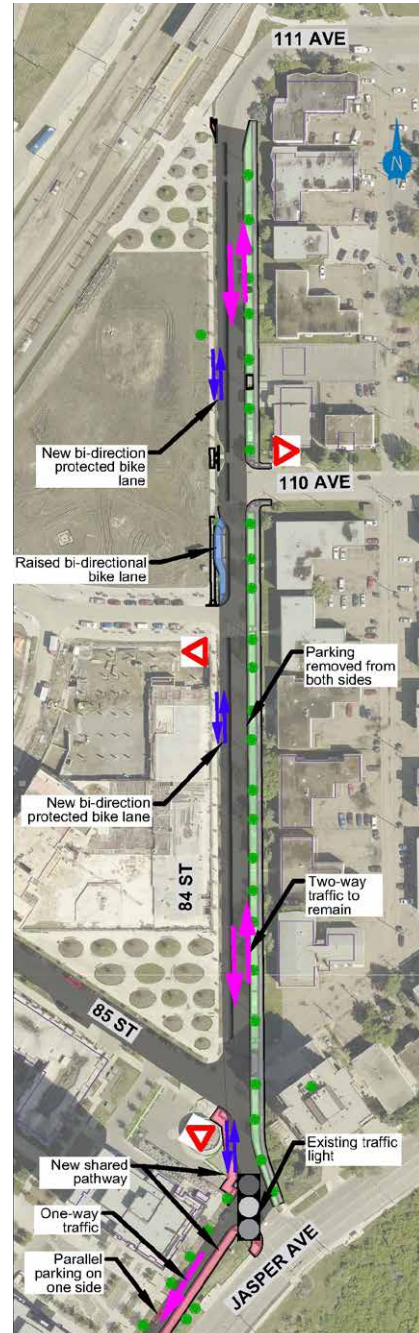 111 AVE
N
New bi-direction
protected bike
lane
110 AVE
Raised bi-directional
bike lane
Parking
removed from
both sides
New bi-direction
protected bike lane
84 ST
Two-way
traffic to
remain
85 ST
Existing traffic
light
New shared
pathway
One-way
traffic
Parallel
parking on
one side
JASPER AVE